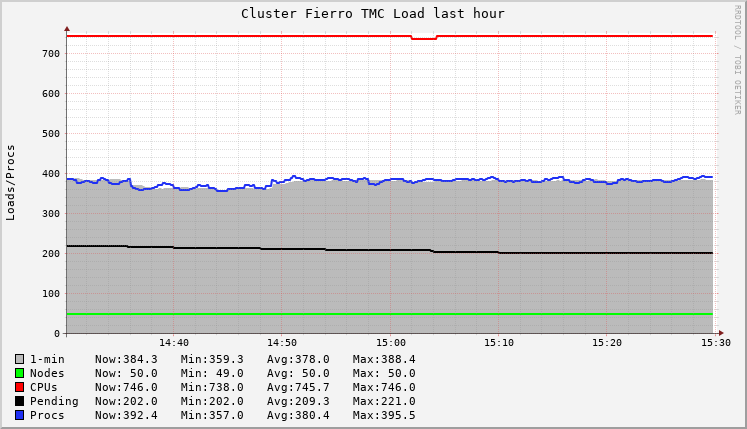 Cluster Fierro TMC Load last hour
RRDTOOL / TOBI OETIKER
Loads/Procs
700
600
500
400
300
200
100
0
14:40 14:50 15:00 15:10 15:20 15:30
1-min Now:384.3 Min:359.3 Avg:378.0 Max:388.4
Nodes Now: 50.0 Min: 49.0 Avg: 50.0 Max: 50.0
CPUs Now:746.0 Min:738.0 Avg:745.7 Max:746.0
Pending Now:202.0 Min:202.0 Avg:209.3 Max:221.0
Procs Now:392.4 Min:357.0 Avg:380.4 Max:395.5